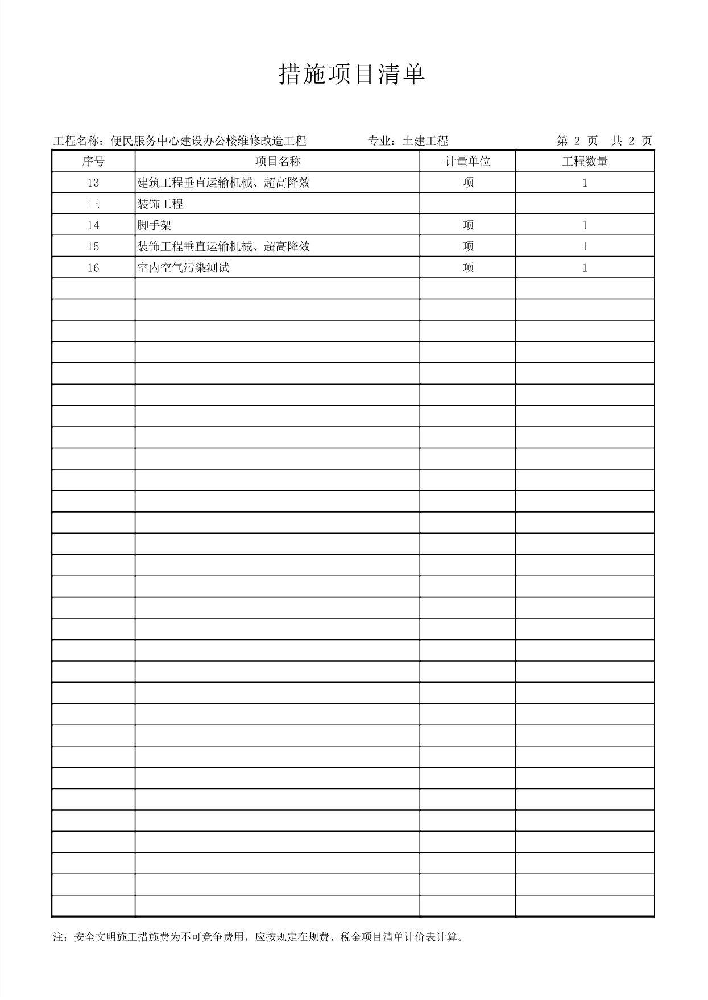 措施项目清单
工程名称：便民服务中心建设办公楼维修改造工程 专业：土建工程 第 2 页 共 2 页
序号 项目名称 计量单位 工程数量
13 建筑工程垂直运输机械、超高降效 项 1
三 装饰工程
14 脚手架 项 1
15 装饰工程垂直运输机械、超高降效 项 1
16 室内空气污染测试 项 1
注：安全文明施工措施费为不可竞争费用，应按规定在规费、税金项目清单计价表计算。